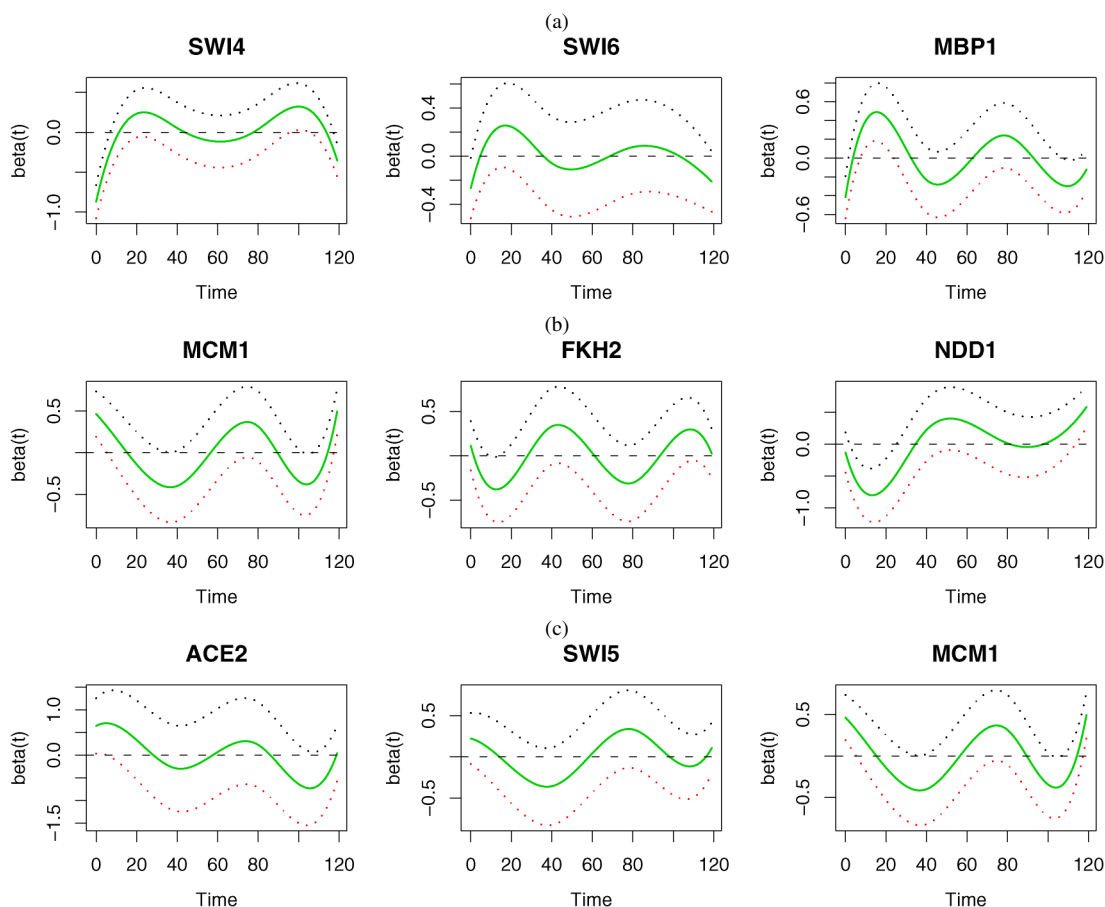 (a)
SWI4 SWI6 MBP1
beta(t) 0.0 −1.0 beta(t) 0.4 0.0 −0.4 beta(t) 0.6 0.0 −0.6
0 20 40 60 80 120 0 20 40 60 80 120 0 20 40 60 80 120
Time Time Time
(b)
MCM1 FKH2 NDD1
beta(t) 0.5 −0.5 beta(t) 0.5 −0.5 beta(t) 0.0 −1.0
0 20 40 60 80 120 0 20 40 60 80 120 0 20 40 60 80 120
Time Time Time
(c)
ACE2 SWI5 MCM1
beta(t) 1.0 0.0 −1.5 beta(t) 0.5 −0.5 beta(t) 0.5 −0.5
0 20 40 60 80 120 0 20 40 60 80 120 0 20 40 60 80 120
Time Time Time